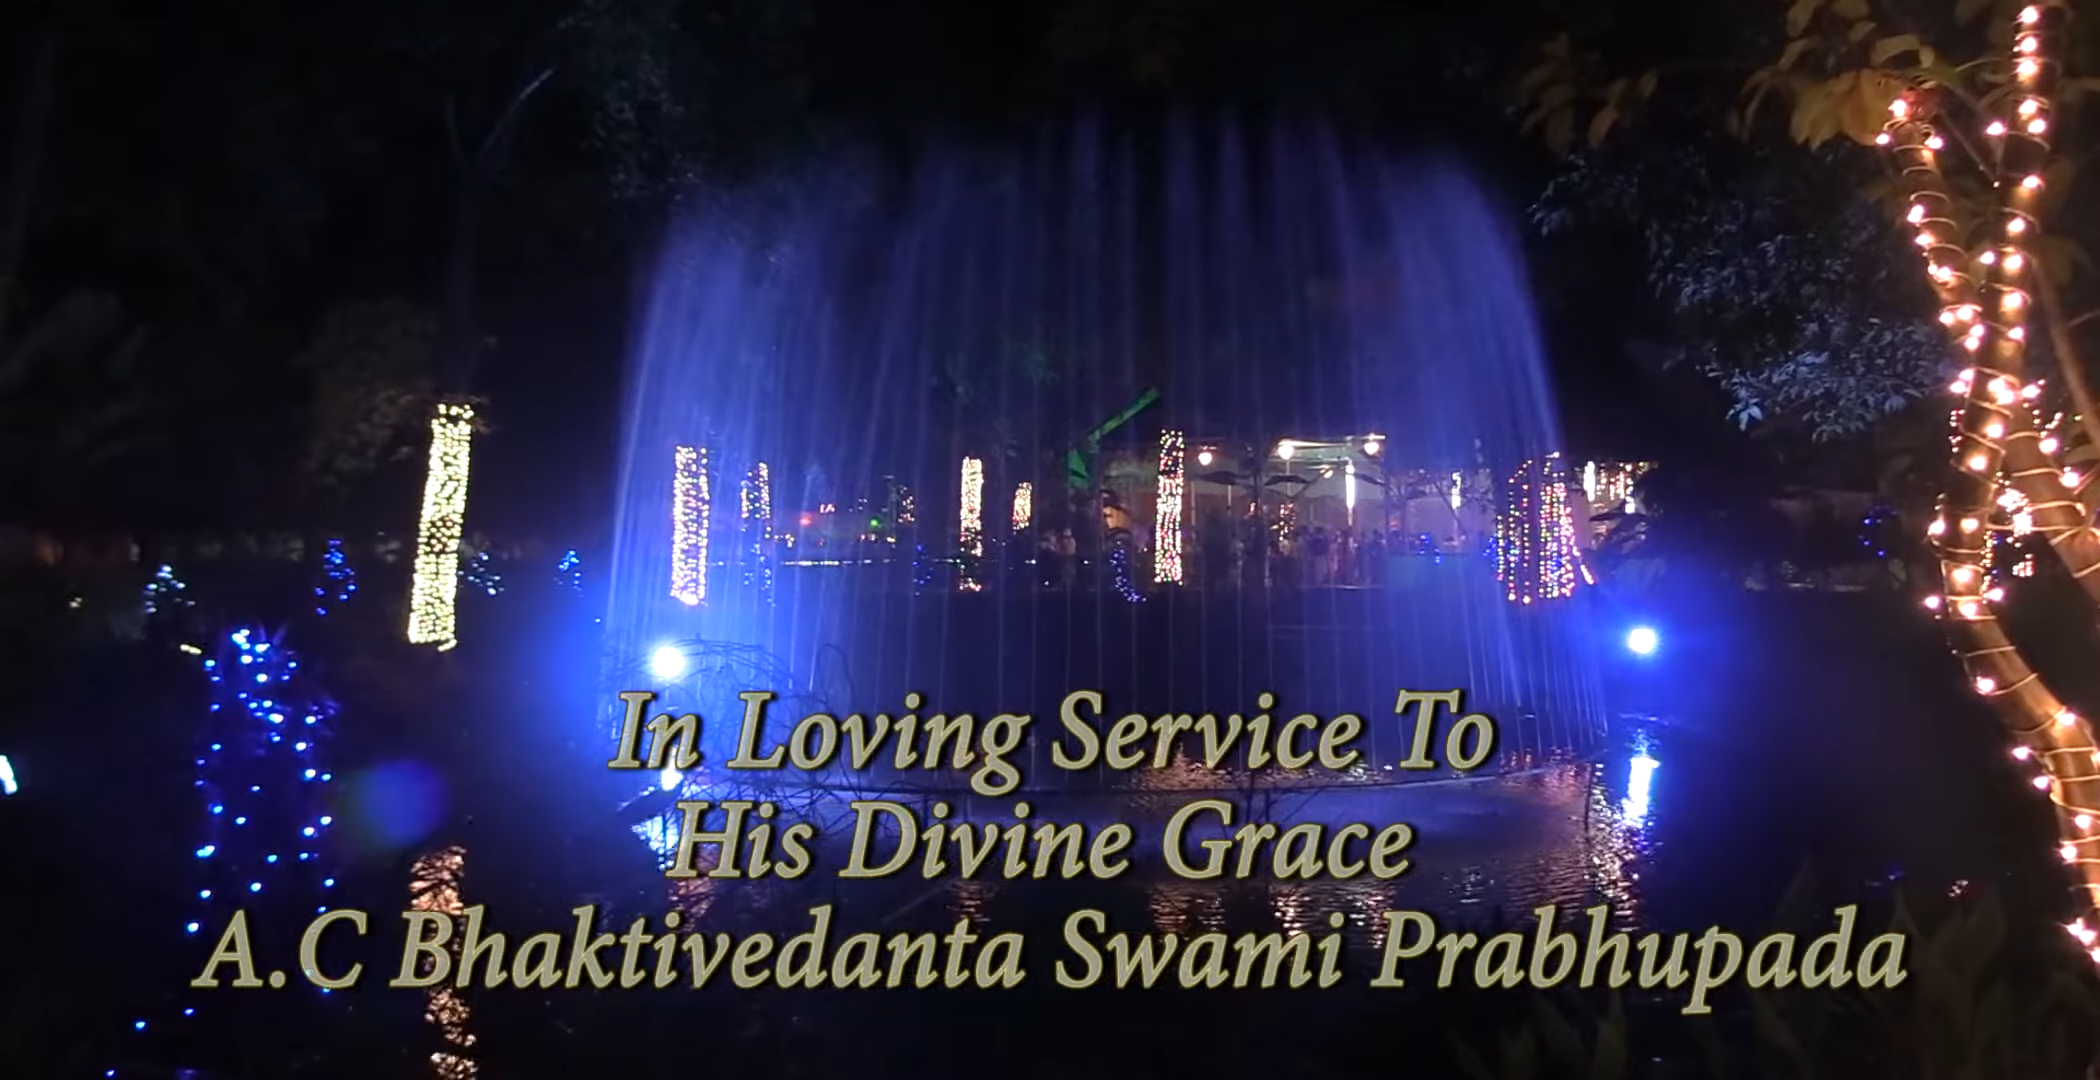 In Loving Service To
His Divine Grace
A.C Bhaktivedanta Swami Prabhupada